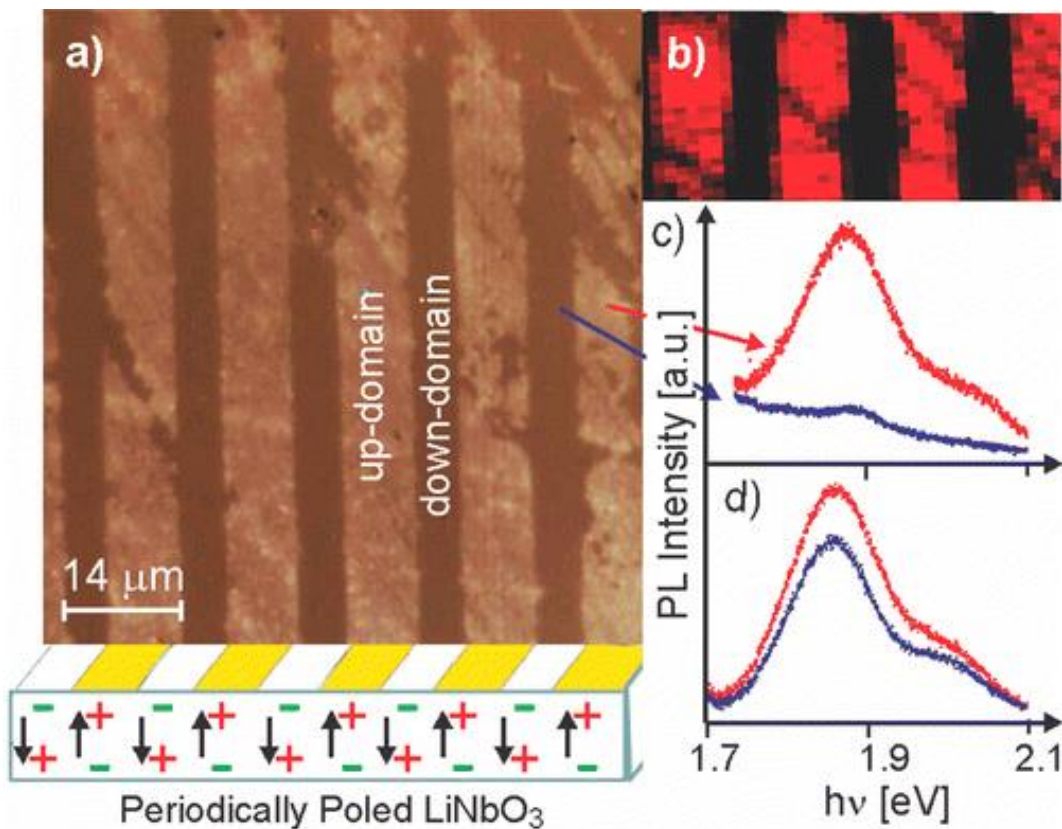 a)
up-domain
down-domain
14 μm
- + - + - + - + - +
+ - + - + - + - + -
Periodically Poled LiNbO₃
b)
c)
d)
PL Intensity [a.u.]
1.7 1.9 2.1
hν [eV]